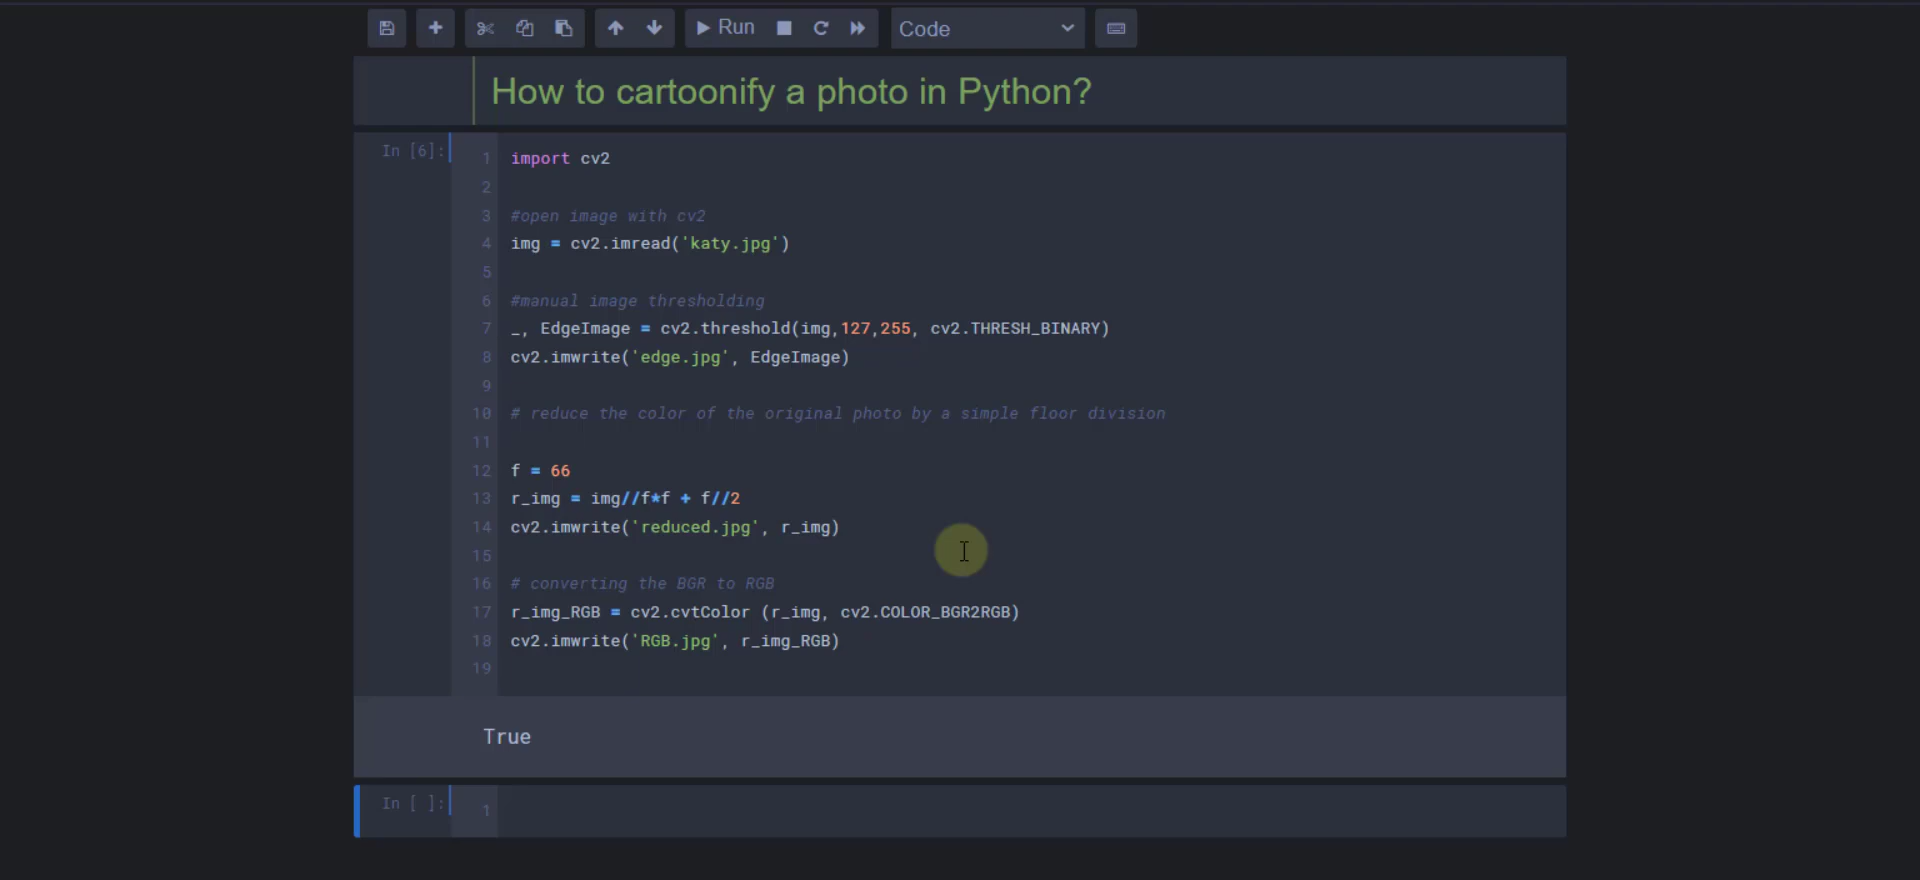 Run
Code
How to cartoonify a photo in Python?
In [6]:
1 import cv2
2
3 #open image with cv2
4 img = cv2.imread('katy.jpg')
5
6 #manual image thresholding
7 _, EdgeImage = cv2.threshold(img,127,255, cv2.THRESH_BINARY)
8 cv2.imwrite('edge.jpg', EdgeImage)
9
10 # reduce the color of the original photo by a simple floor division
11
12 f = 66
13 r_img = img//f*f + f//2
14 cv2.imwrite('reduced.jpg', r_img)
15
16 # converting the BGR to RGB
17 r_img_RGB = cv2.cvtColor (r_img, cv2.COLOR_BGR2RGB)
18 cv2.imwrite('RGB.jpg', r_img_RGB)
19
True
In [ ]:
1